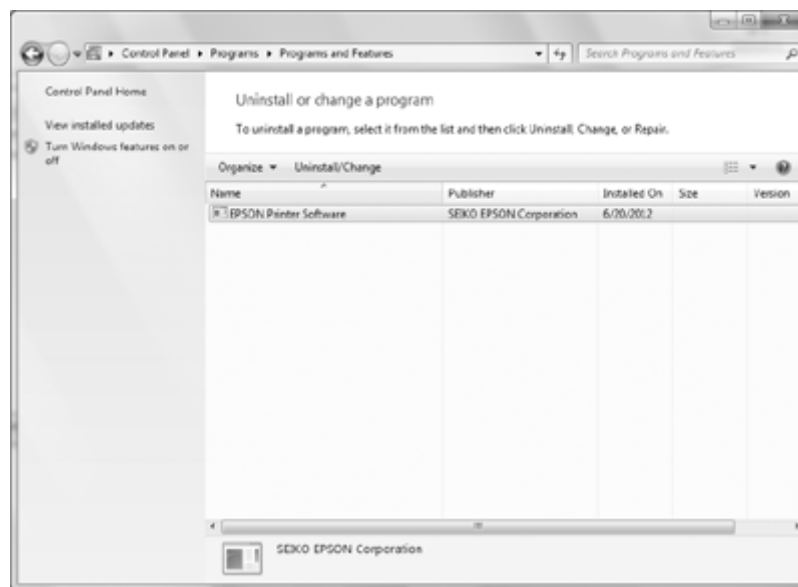 Control Panel ▸ Programs ▸ Programs and Features
Search Programs and Features
Control Panel Home
View installed updates
Turn Windows features on or
off
Uninstall or change a program
To uninstall a program, select it from the list and then click Uninstall, Change, or Repair.
Organize Uninstall/Change
Name Publisher Installed On Size Version
EPSON Printer Software SEIKO EPSON Corporation 6/20/2012
SEIKO EPSON Corporation